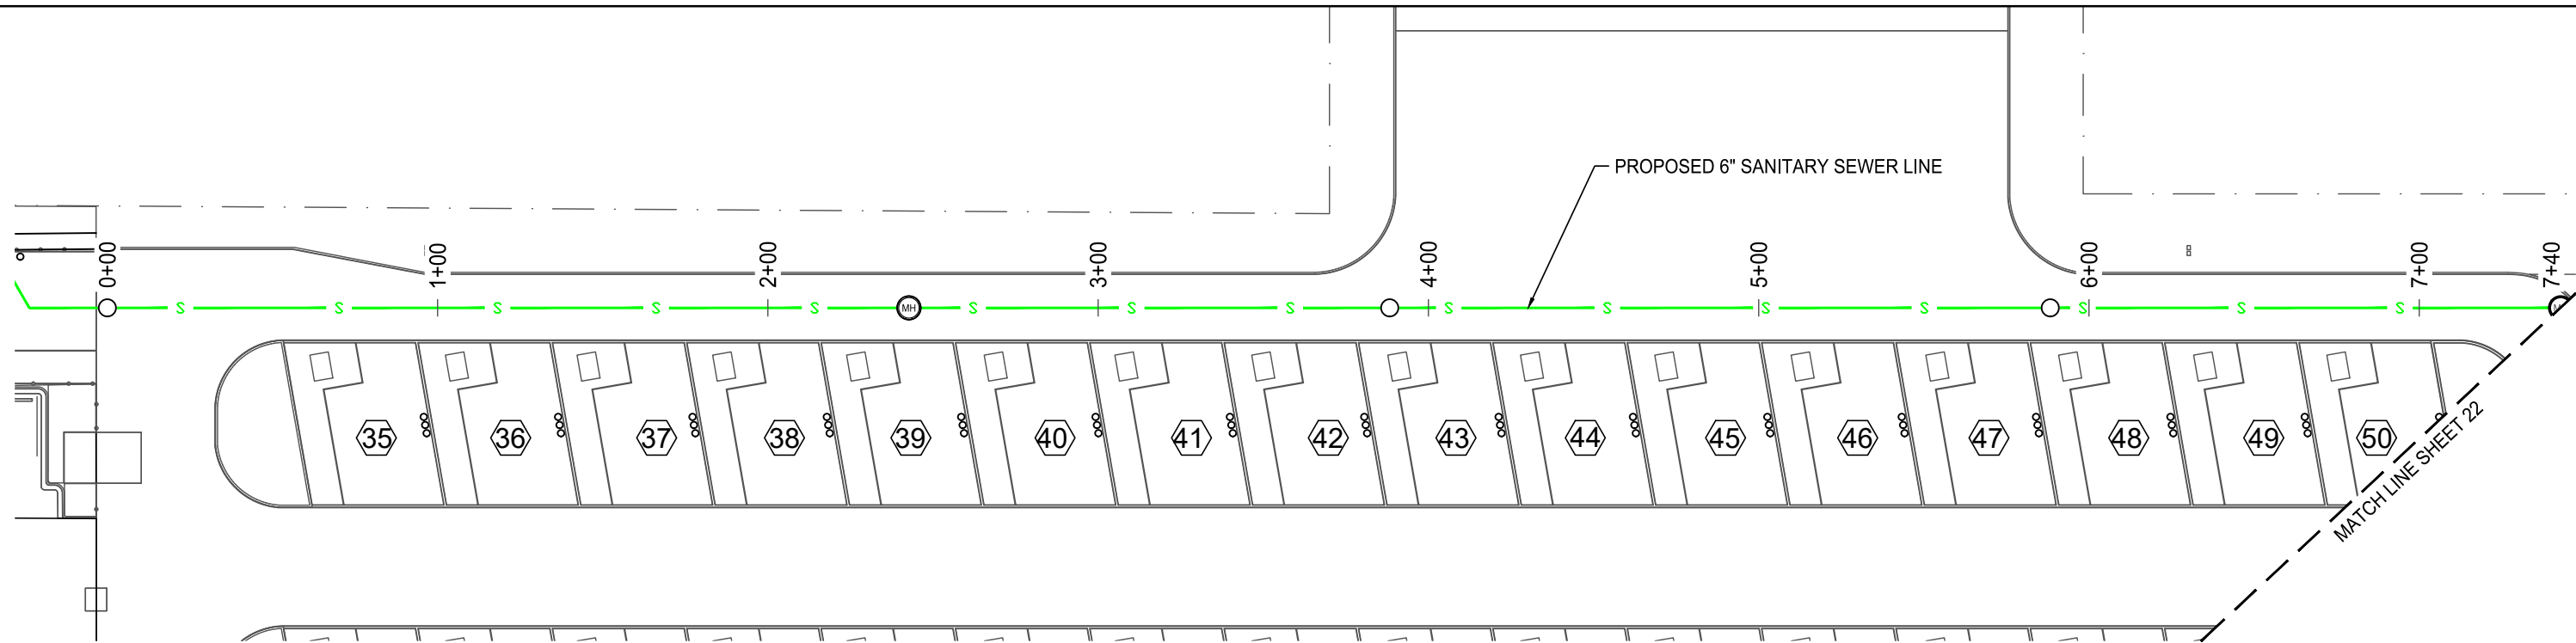 PROPOSED 6" SANITARY SEWER LINE
0+00
1+00
2+00
3+00
4+00
5+00
6+00
7+00
7+40
S S S S S MH S S S S S S S S S S
35 36 37 38 39 40 41 42 43 44 45 46 47 48 49 50
MATCH LINE SHEET 22